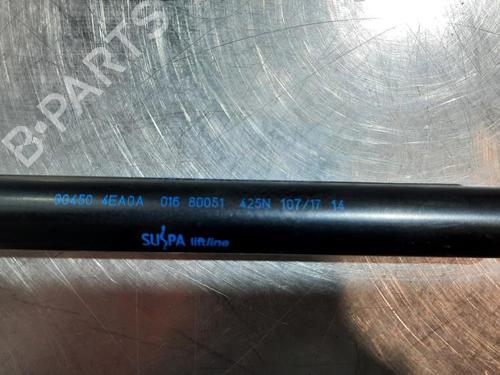 B-PARTS
90450 4EA0A 016 80051 425N 107/17 14
SUSPA liftline